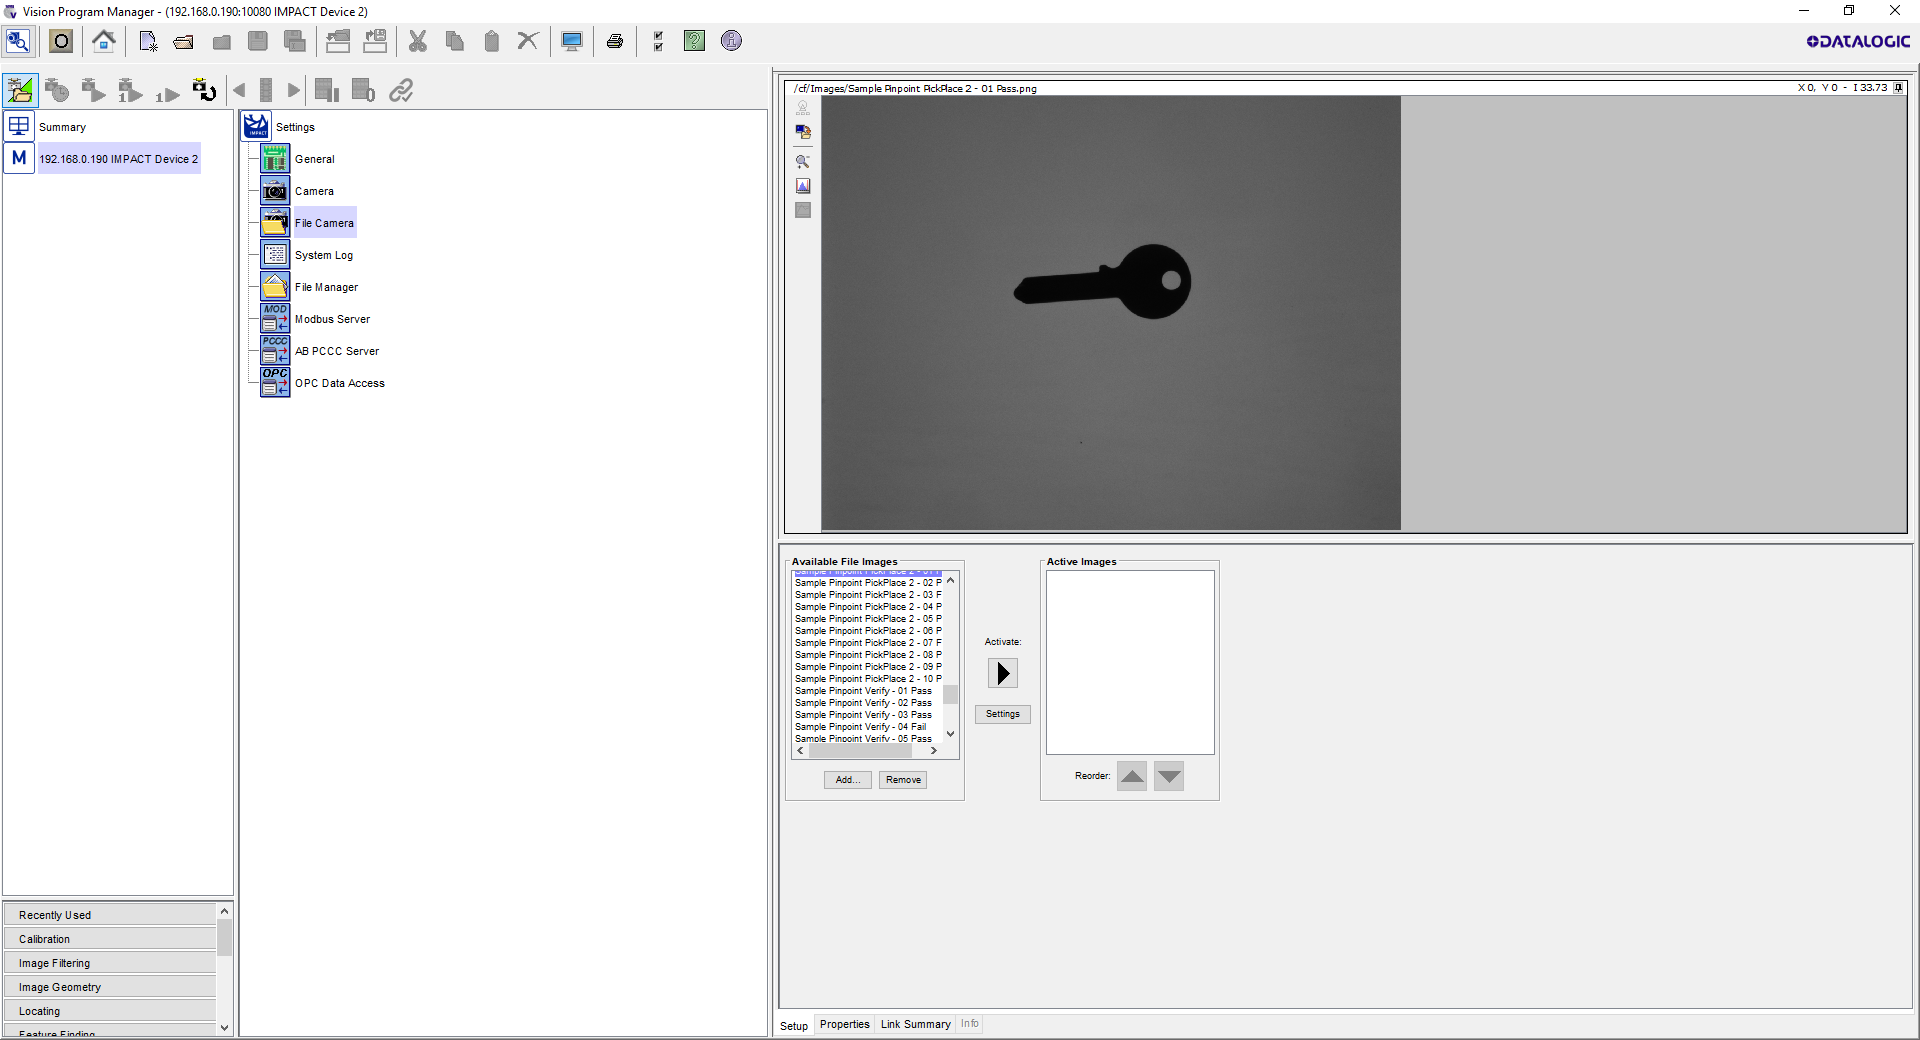 Vision Program Manager - (192.168.0.190:10080 IMPACT Device 2)
DATALOGIC
Summary
M 192.168.0.190 IMPACT Device 2
Recently Used
Calibration
Image Filtering
Image Geometry
Locating
Feature Finding
IMPACT Settings
General
Camera
File Camera
System Log
File Manager
MOD Modbus Server
PCCC AB PCCC Server
OPC OPC Data Access
/cf/Images/Sample Pinpoint PickPlace 2 - 01 Pass.png
X 0, Y 0 - I 33.73
Available File Images
Sample Pinpoint PickPlace 2 - 01 P
Sample Pinpoint PickPlace 2 - 02 P
Sample Pinpoint PickPlace 2 - 03 F
Sample Pinpoint PickPlace 2 - 04 P
Sample Pinpoint PickPlace 2 - 05 P
Sample Pinpoint PickPlace 2 - 06 P
Sample Pinpoint PickPlace 2 - 07 F
Sample Pinpoint PickPlace 2 - 08 P
Sample Pinpoint PickPlace 2 - 09 P
Sample Pinpoint PickPlace 2 - 10 P
Sample Pinpoint Verify - 01 Pass
Sample Pinpoint Verify - 02 Pass
Sample Pinpoint Verify - 03 Pass
Sample Pinpoint Verify - 04 Fail
Sample Pinpoint Verify - 05 Pass
Add...
Remove
Activate:
Settings
Active Images
Reorder:
Setup
Properties
Link Summary
Info